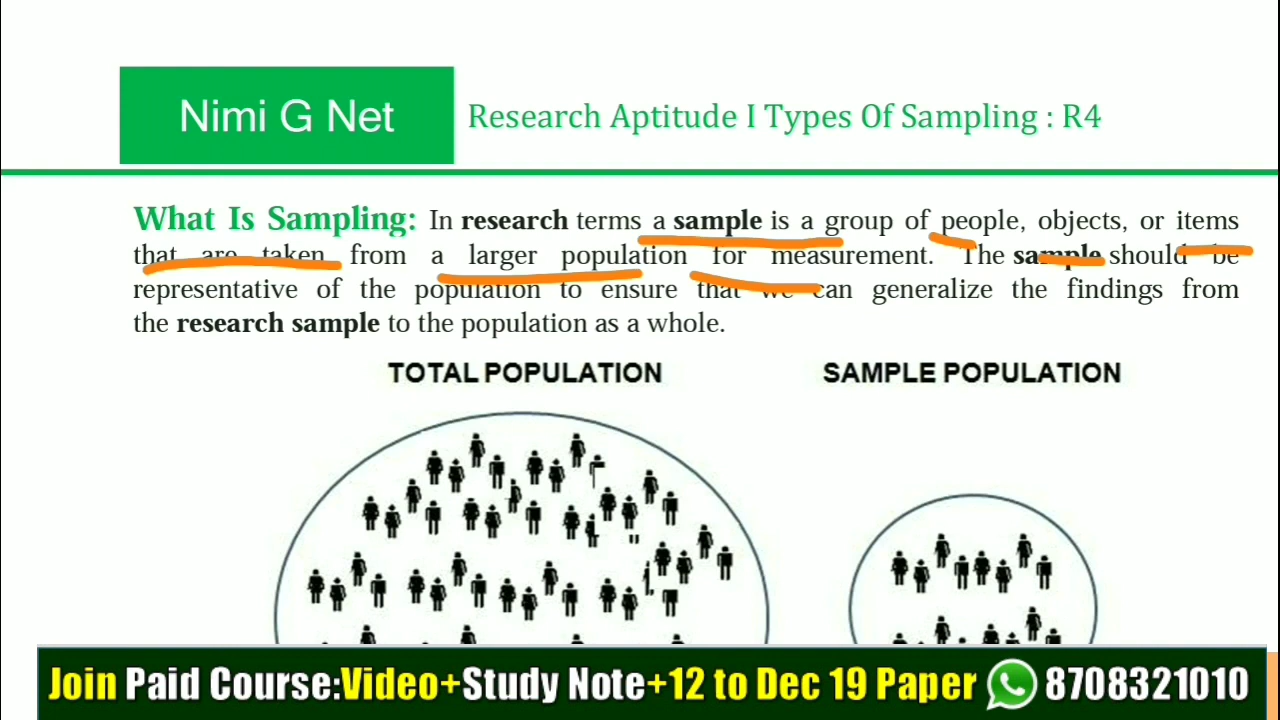 Nimi G Net
Research Aptitude I Types Of Sampling : R4
What Is Sampling: In research terms a sample is a group of people, objects, or items
that are taken from a larger population for measurement. The sample should be
representative of the population to ensure that we can generalize the findings from
the research sample to the population as a whole.
TOTAL POPULATION
SAMPLE POPULATION
Join Paid Course:Video+Study Note+12 to Dec 19 Paper 8708321010